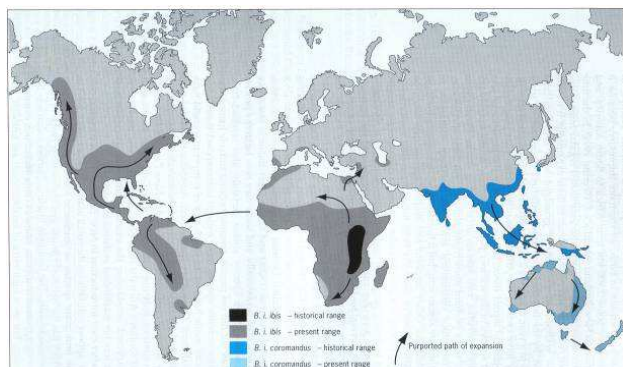 B. i. ibis – historical range
B. i. ibis – present range
B. i. coromandus – historical range
B. i. coromandus – present range
Purported path of expansion